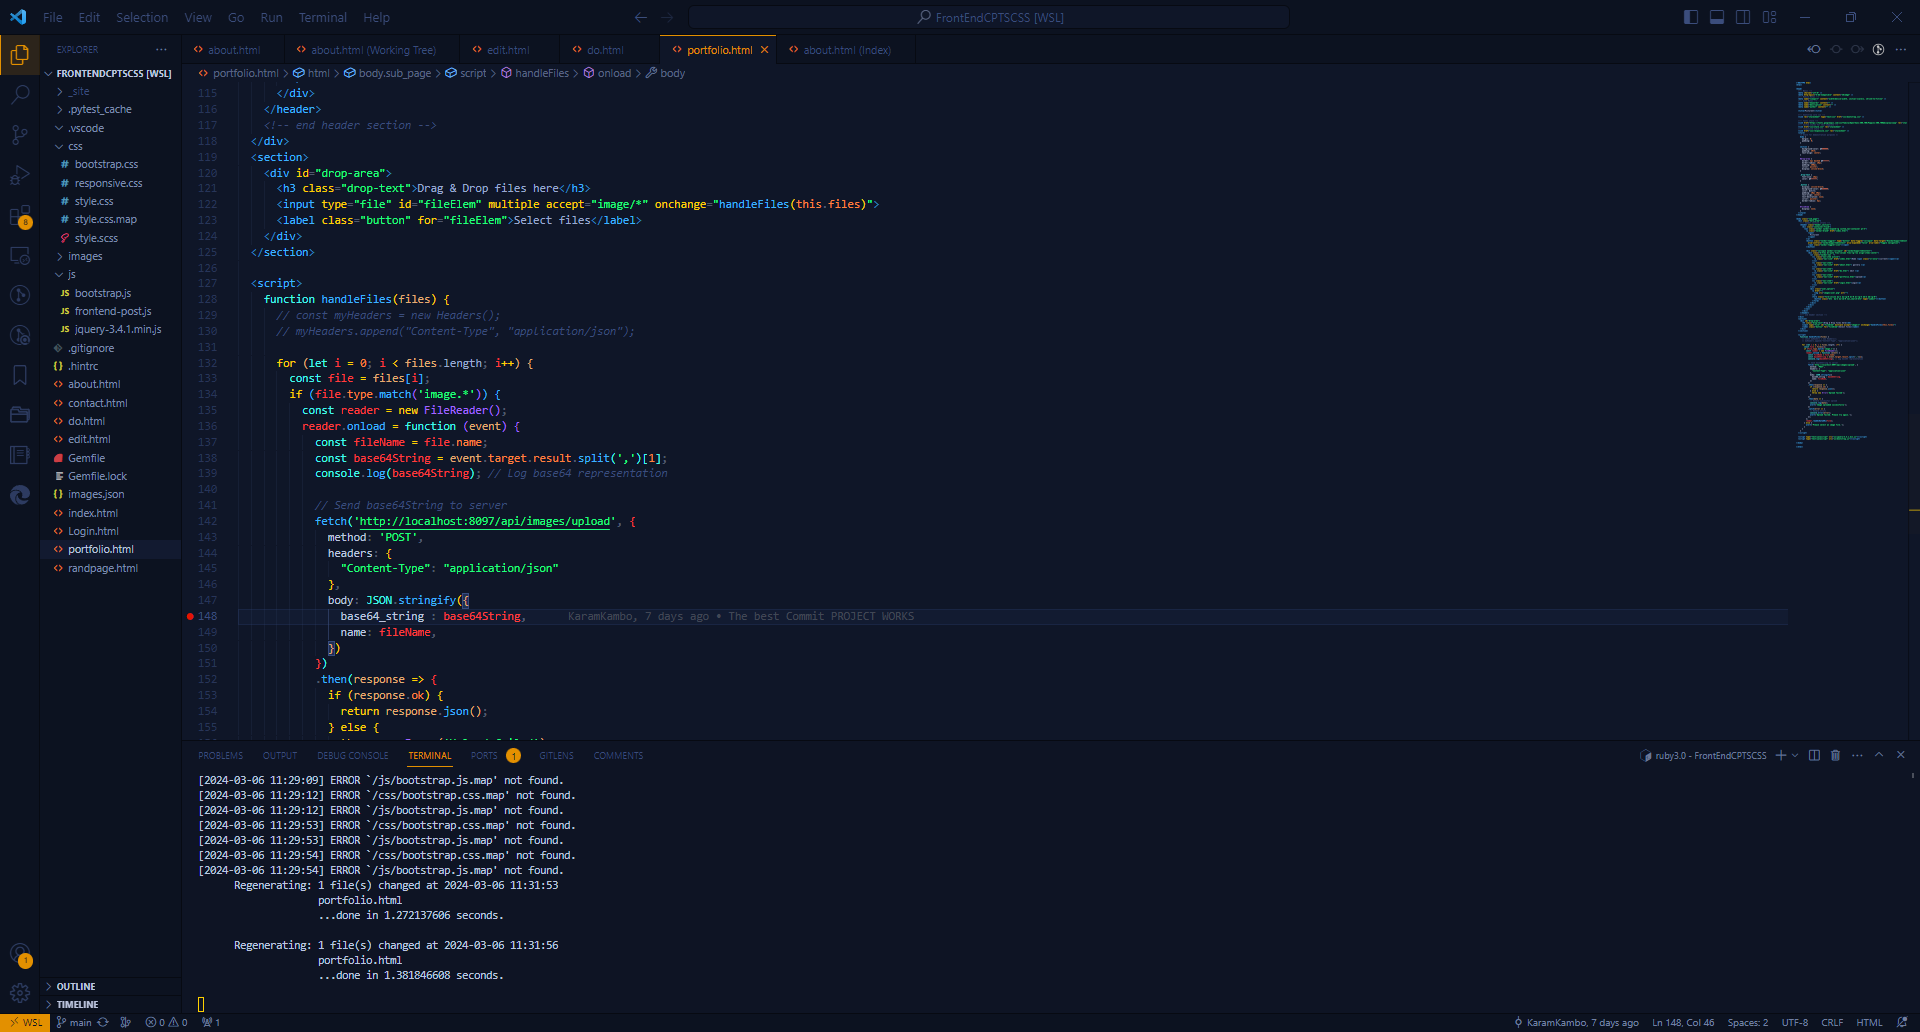 File Edit Selection View Go Run Terminal Help
FrontEndCPTSCSS [WSL]
EXPLORER
FRONTENDCPTSCSS [WSL]
_site
.pytest_cache
.vscode
css
bootstrap.css
responsive.css
style.css
style.css.map
style.scss
images
js
bootstrap.js
frontend-post.js
jquery-3.4.1.min.js
.gitignore
.hintrc
about.html
contact.html
do.html
edit.html
Gemfile
Gemfile.lock
images.json
index.html
Login.html
portfolio.html
randpage.html
OUTLINE
TIMELINE
about.html about.html (Working Tree) edit.html do.html portfolio.html about.html (Index)
portfolio.html > html > body.sub_page > script > handleFiles > onload > body
115 </div>
116 </header>
117 <!-- end header section -->
118 </div>
119 <section>
120 <div id="drop-area">
121 <h3 class="drop-text">Drag & Drop files here</h3>
122 <input type="file" id="fileElem" multiple accept="image/*" onchange="handleFiles(this.files)">
123 <label class="button" for="fileElem">Select files</label>
124 </div>
125 </section>
126
127 <script>
128 function handleFiles(files) {
129 // const myHeaders = new Headers();
130 // myHeaders.append("Content-Type", "application/json");
131
132 for (let i = 0; i < files.length; i++) {
133 const file = files[i];
134 if (file.type.match('image.*')) {
135 const reader = new FileReader();
136 reader.onload = function (event) {
137 const fileName = file.name;
138 const base64String = event.target.result.split(',')[1];
139 console.log(base64String); // Log base64 representation
140
141 // Send base64String to server
142 fetch('http://localhost:8097/api/images/upload', {
143 method: 'POST',
144 headers: {
145 "Content-Type": "application/json"
146 },
147 body: JSON.stringify({
148 base64_string : base64String, KaramKambo, 7 days ago • The best Commit PROJECT WORKS
149 name: fileName,
150 })
151 })
152 .then(response => {
153 if (response.ok) {
154 return response.json();
155 } else {
PROBLEMS OUTPUT DEBUG CONSOLE TERMINAL PORTS 1 GITLENS COMMENTS
ruby3.0 - FrontEndCPTSCSS
[2024-03-06 11:29:09] ERROR `/js/bootstrap.js.map' not found.
[2024-03-06 11:29:12] ERROR `/css/bootstrap.css.map' not found.
[2024-03-06 11:29:12] ERROR `/js/bootstrap.js.map' not found.
[2024-03-06 11:29:53] ERROR `/css/bootstrap.css.map' not found.
[2024-03-06 11:29:53] ERROR `/js/bootstrap.js.map' not found.
[2024-03-06 11:29:54] ERROR `/css/bootstrap.css.map' not found.
[2024-03-06 11:29:54] ERROR `/js/bootstrap.js.map' not found.
Regenerating: 1 file(s) changed at 2024-03-06 11:31:53
portfolio.html
...done in 1.272137606 seconds.
Regenerating: 1 file(s) changed at 2024-03-06 11:31:56
portfolio.html
...done in 1.381846608 seconds.
8
1
WSL main 0 0 1
KaramKambo, 7 days ago Ln 148, Col 46 Spaces: 2 UTF-8 CRLF HTML